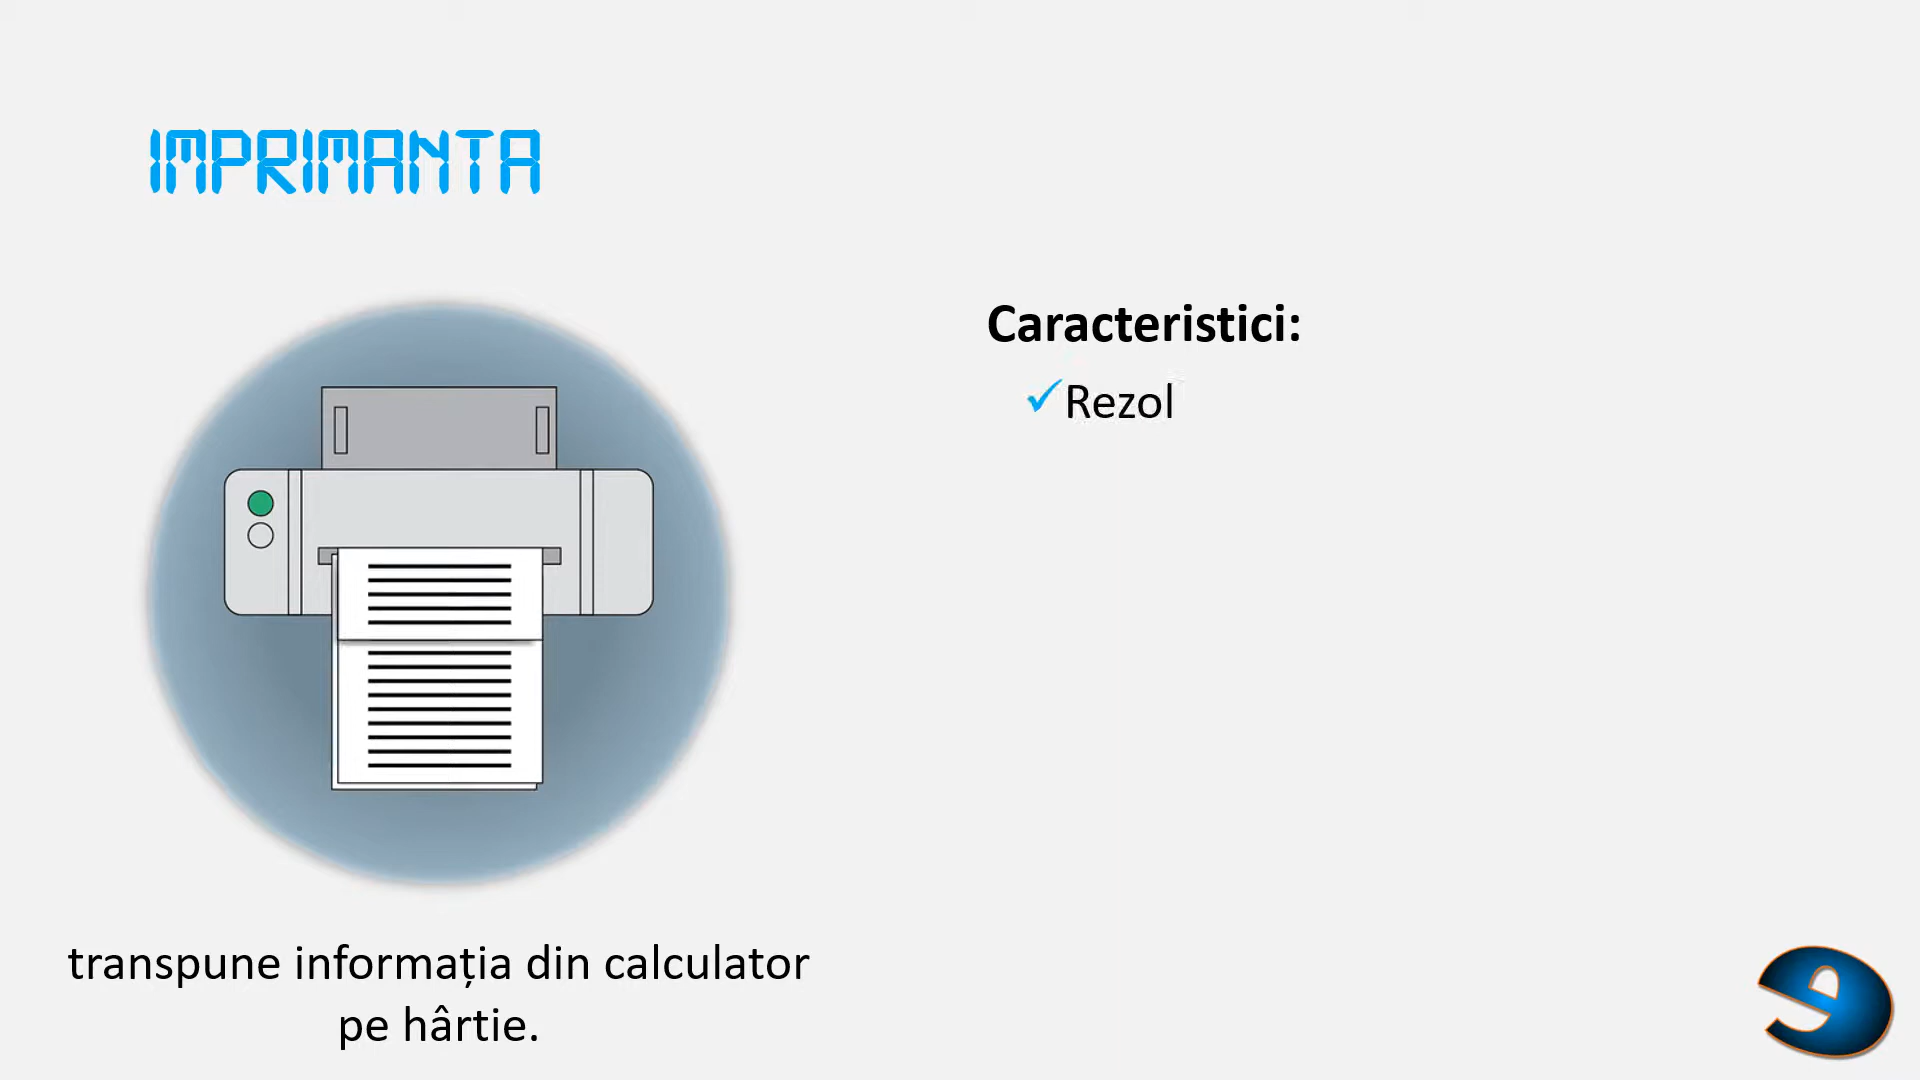 IMPRIMANTA
Caracteristici:
✓Rezol
transpune informația din calculator
pe hârtie.